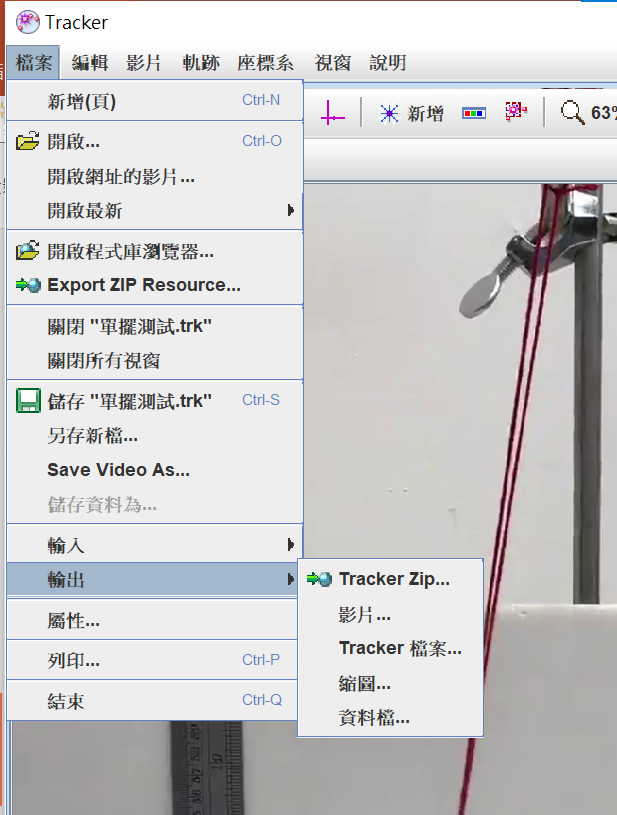 Tracker
檔案 編輯 影片 軌跡 座標系 視窗 說明
新增(頁) Ctrl-N
新增 63%
開啟... Ctrl-O
開啟網址的影片...
開啟最新
開啟程式庫瀏覽器...
Export ZIP Resource...
關閉 "單擺測試.trk"
關閉所有視窗
儲存 "單擺測試.trk" Ctrl-S
另存新檔...
Save Video As...
儲存資料為...
輸入
輸出
Tracker Zip...
影片...
Tracker 檔案...
縮圖...
資料檔...
屬性...
列印... Ctrl-P
結束 Ctrl-Q